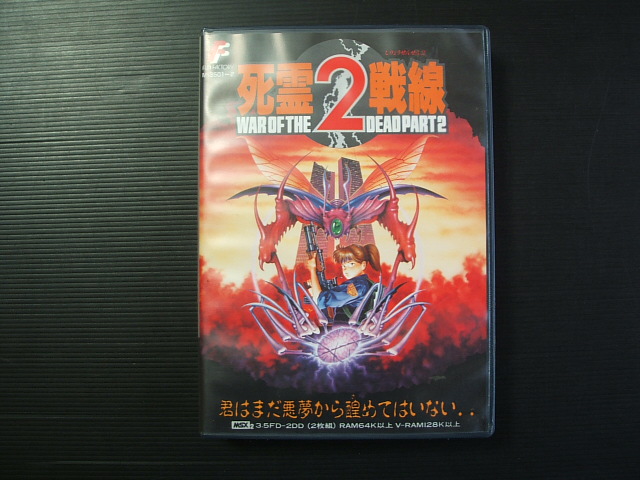 死霊2戦線
WAR OF THE DEAD PART 2
君はまだ悪夢から醒めてはいない..
MSX2 3.5FD-2DD (2枚組) RAM64K以上 V-RAM128K以上